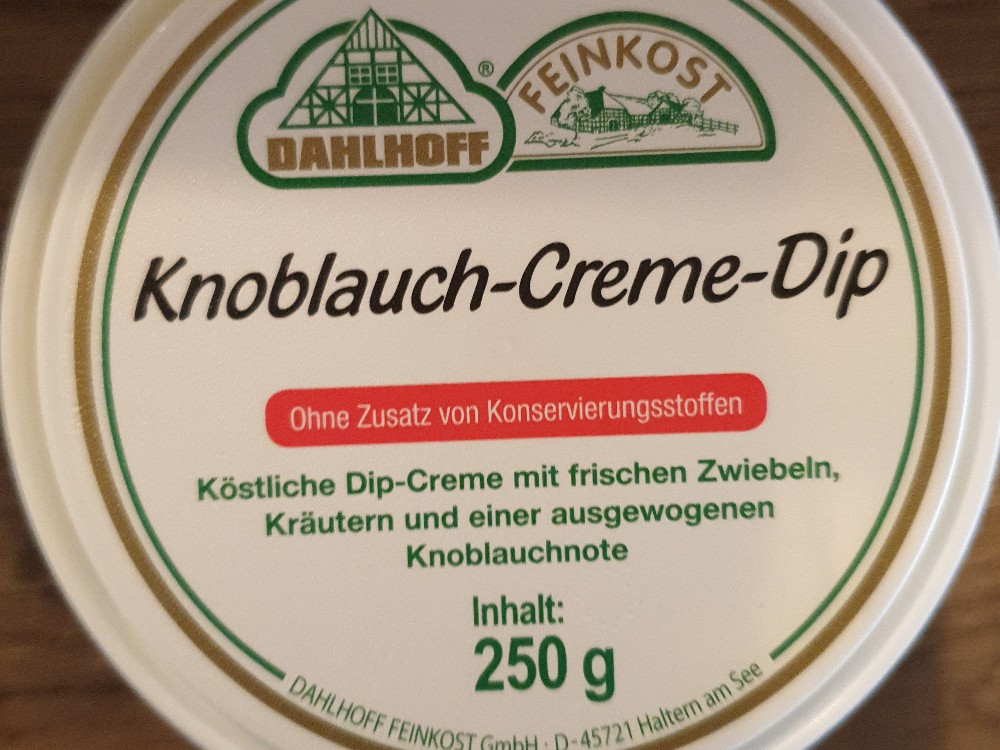 DAHLHOFF ®
FEINKOST
Knoblauch-Creme-Dip
Ohne Zusatz von Konservierungsstoffen
Köstliche Dip-Creme mit frischen Zwiebeln,
Kräutern und einer ausgewogenen
Knoblauchnote
Inhalt:
250 g
DAHLHOFF FEINKOST GmbH · D-45721 Haltern am See